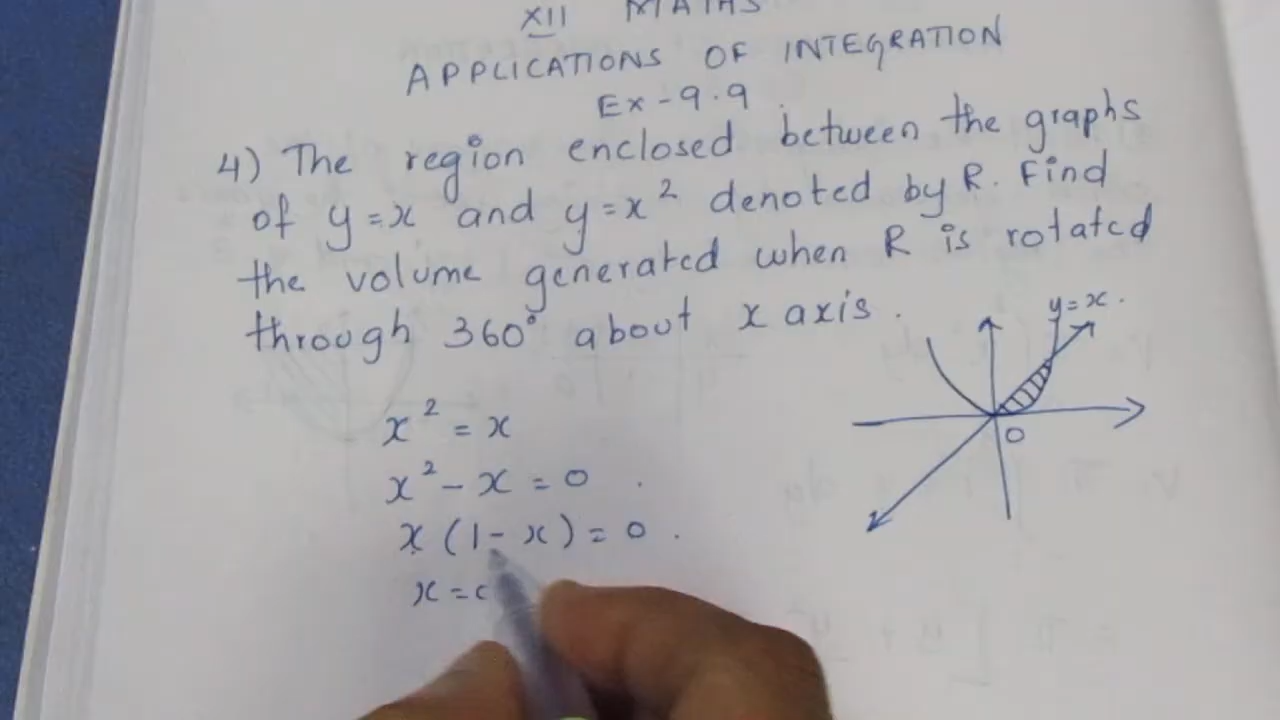 XII MATHS
APPLICATIONS OF INTEGRATION
Ex-9.9
4) The region enclosed between the graphs
of y=x and y=x² denoted by R. Find
the volume generated when R is rotated
through 360° about x axis.
y=x.
x² = x
x² - x = 0
O
x (1- x) = 0.
x =